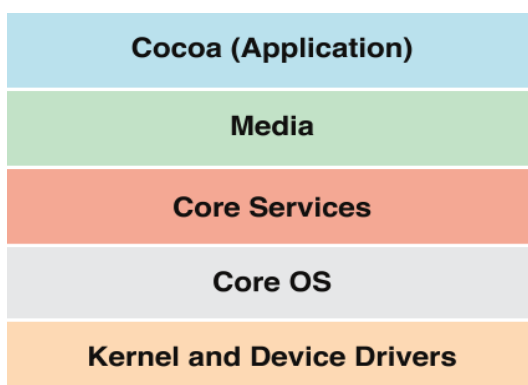 Cocoa (Application)
Media
Core Services
Core OS
Kernel and Device Drivers